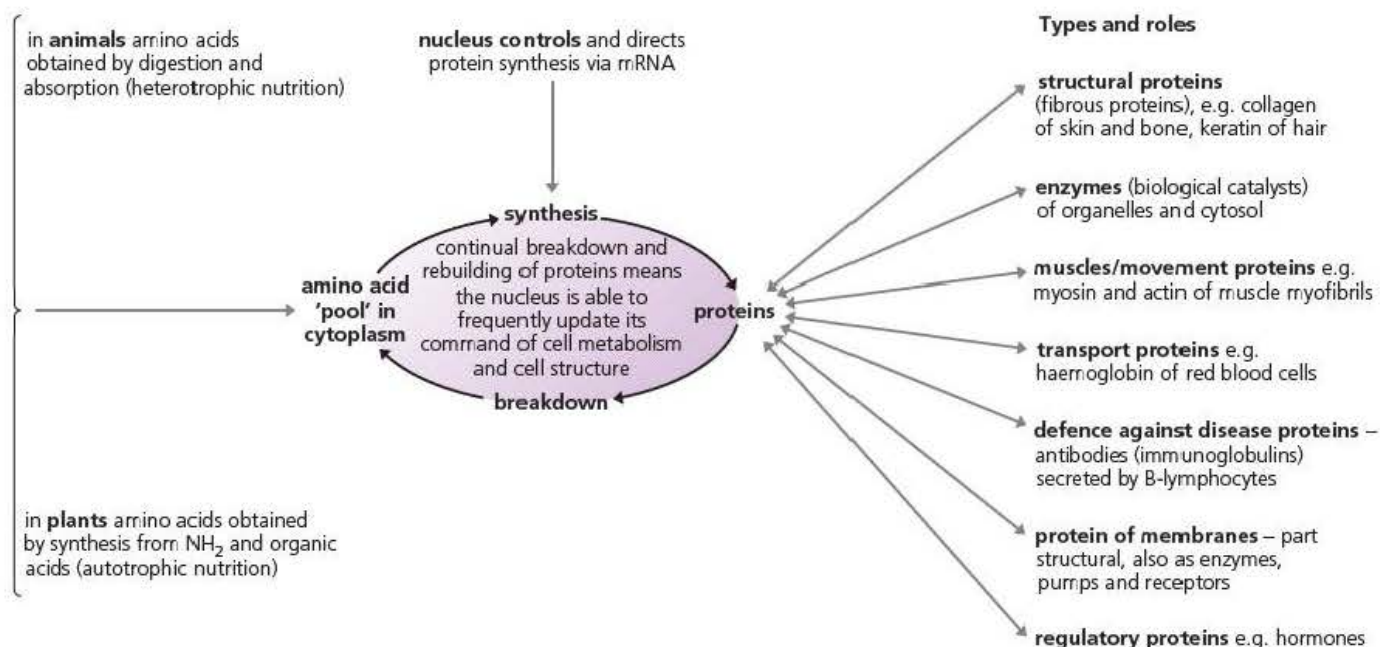 in animals amino acids
obtained by digestion and
absorption (heterotrophic nutrition)
nucleus controls and directs
protein synthesis via mRNA
synthesis
continual breakdown and
rebuilding of proteins means
the nucleus is able to
frequently update its
command of cell metabolism
and cell structure
breakdown
amino acid
'pool' in
cytoplasm
proteins
in plants amino acids obtained
by synthesis from NH₂ and organic
acids (autotrophic nutrition)
Types and roles
structural proteins
(fibrous proteins), e.g. collagen
of skin and bone, keratin of hair
enzymes (biological catalysts)
of organelles and cytosol
muscles/movement proteins e.g.
myosin and actin of muscle myofibrils
transport proteins e.g.
haemoglobin of red blood cells
defence against disease proteins –
antibodies (immunoglobulins)
secreted by B-lymphocytes
protein of membranes – part
structural, also as enzymes,
pumps and receptors
regulatory proteins e.g. hormones